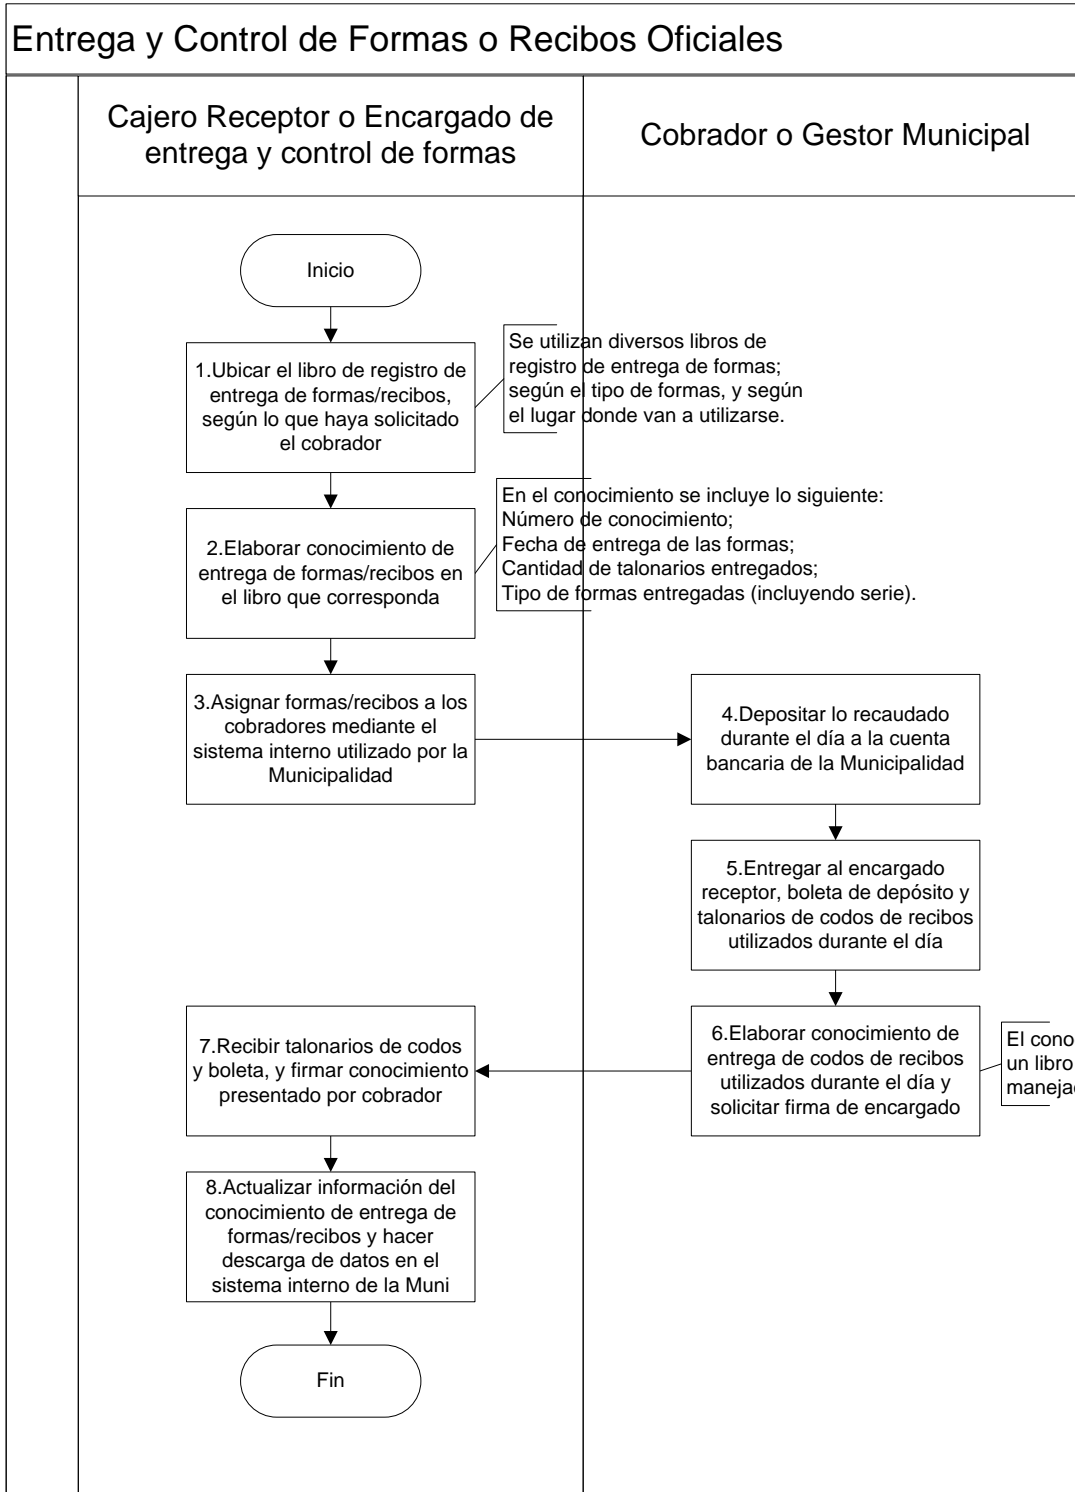 Entrega y Control de Formas o Recibos Oficiales
Cajero Receptor o Encargado de
entrega y control de formas
Cobrador o Gestor Municipal
Inicio
1.Ubicar el libro de registro de
entrega de formas/recibos,
según lo que haya solicitado
el cobrador
Se utilizan diversos libros de
registro de entrega de formas;
según el tipo de formas, y según
el lugar donde van a utilizarse.
2.Elaborar conocimiento de
entrega de formas/recibos en
el libro que corresponda
En el conocimiento se incluye lo siguiente:
Número de conocimiento;
Fecha de entrega de las formas;
Cantidad de talonarios entregados;
Tipo de formas entregadas (incluyendo serie).
3.Asignar formas/recibos a los
cobradores mediante el
sistema interno utilizado por la
Municipalidad
4.Depositar lo recaudado
durante el día a la cuenta
bancaria de la Municipalidad
5.Entregar al encargado
receptor, boleta de depósito y
talonarios de codos de recibos
utilizados durante el día
6.Elaborar conocimiento de
entrega de codos de recibos
utilizados durante el día y
solicitar firma de encargado
El
un libro
7.Recibir talonarios de codos
y boleta, y firmar conocimiento
presentado por cobrador
8.Actualizar información del
conocimiento de entrega de
formas/recibos y hacer
descarga de datos en el
sistema interno de la Muni
Fin